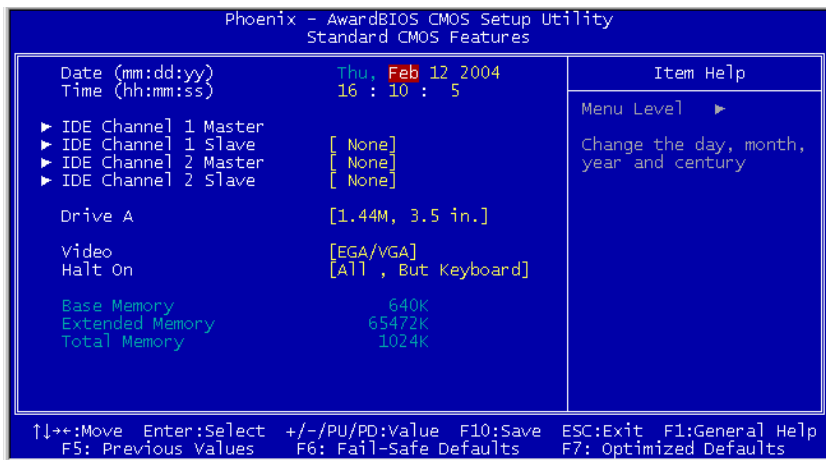 Phoenix - AwardBIOS CMOS Setup Utility
Standard CMOS Features
Date (mm:dd:yy) Thu, Feb 12 2004
Time (hh:mm:ss) 16 : 10 : 5
► IDE Channel 1 Master
► IDE Channel 1 Slave [ None]
► IDE Channel 2 Master [ None]
► IDE Channel 2 Slave [ None]
Drive A [1.44M, 3.5 in.]
Video [EGA/VGA]
Halt On [All , But Keyboard]
Base Memory 640K
Extended Memory 65472K
Total Memory 1024K
Item Help
Menu Level ►
Change the day, month,
year and century
↑↓→←:Move Enter:Select +/-/PU/PD:Value F10:Save ESC:Exit F1:General Help
F5: Previous Values F6: Fail-Safe Defaults F7: Optimized Defaults